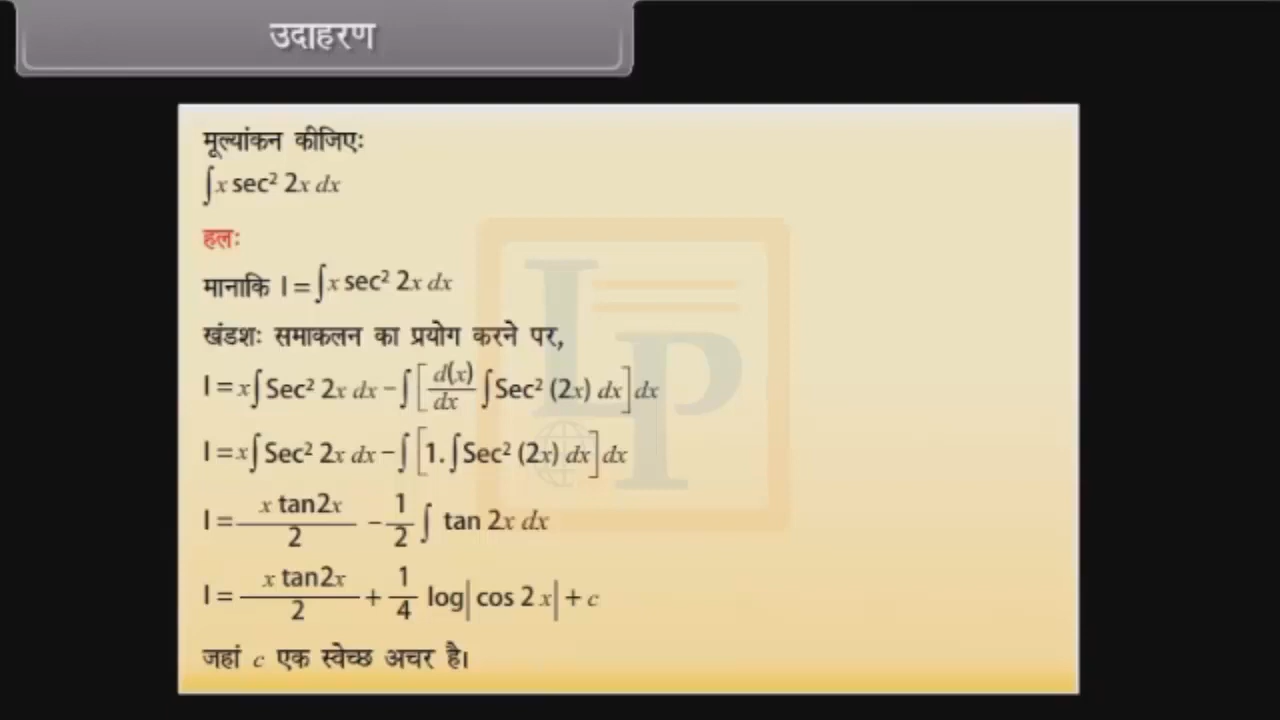 उदाहरण
मूल्यांकन कीजिए:
∫x sec² 2x dx
हल:
मानाकि I = ∫x sec² 2x dx
खंडश: समाकलन का प्रयोग करने पर,
I = x∫Sec² 2x dx − ∫[d(x)/dx ∫Sec² (2x) dx]dx
I = x∫Sec² 2x dx − ∫[1.∫Sec² (2x) dx]dx
I = x tan2x/2 − 1/2 ∫ tan 2x dx
I = x tan2x/2 + 1/4 log|cos 2x| + c
जहां c एक स्वेच्छ अचर है।
LP